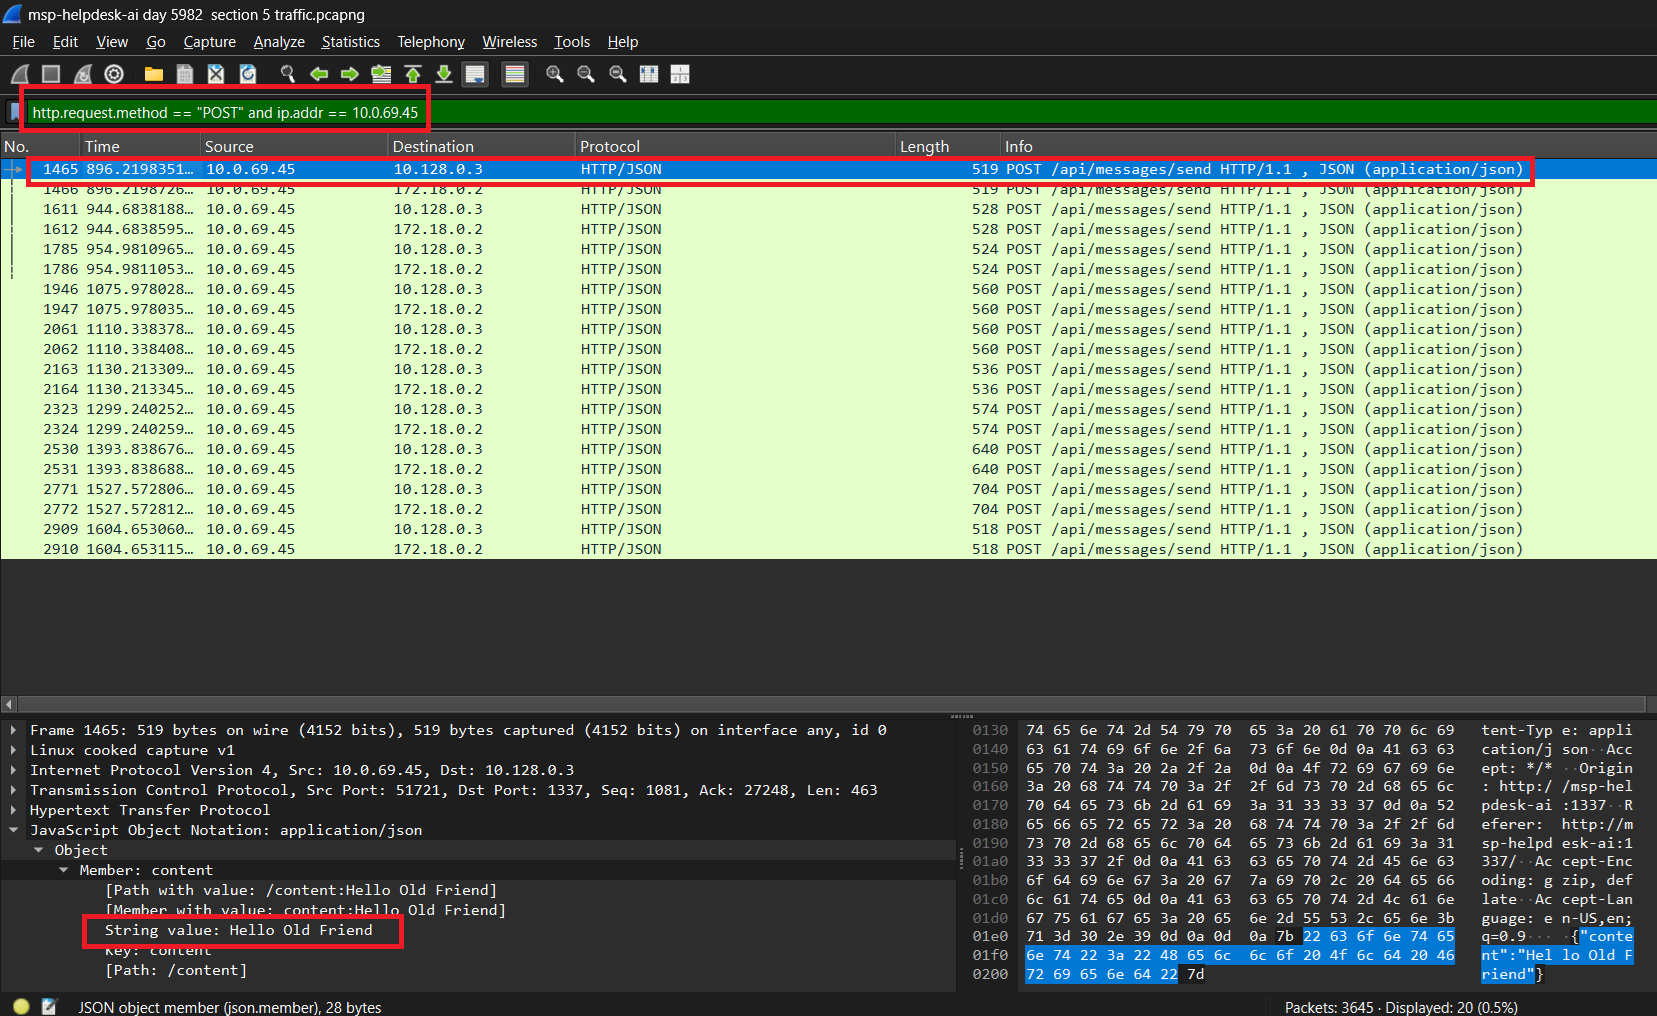 msp-helpdesk-ai day 5982 section 5 traffic.pcapng
File Edit View Go Capture Analyze Statistics Telephony Wireless Tools Help
http.request.method == "POST" and ip.addr == 10.0.69.45
No. Time Source Destination Protocol Length Info
1465 896.2198351… 10.0.69.45 10.128.0.3 HTTP/JSON 519 POST /api/messages/send HTTP/1.1 , JSON (application/json)
1466 896.2198726… 10.0.69.45 172.18.0.2 HTTP/JSON 519 POST /api/messages/send HTTP/1.1 , JSON (application/json)
1611 944.6838188… 10.0.69.45 10.128.0.3 HTTP/JSON 528 POST /api/messages/send HTTP/1.1 , JSON (application/json)
1612 944.6838595… 10.0.69.45 172.18.0.2 HTTP/JSON 528 POST /api/messages/send HTTP/1.1 , JSON (application/json)
1785 954.9810965… 10.0.69.45 10.128.0.3 HTTP/JSON 524 POST /api/messages/send HTTP/1.1 , JSON (application/json)
1786 954.9811053… 10.0.69.45 172.18.0.2 HTTP/JSON 524 POST /api/messages/send HTTP/1.1 , JSON (application/json)
1946 1075.978028… 10.0.69.45 10.128.0.3 HTTP/JSON 560 POST /api/messages/send HTTP/1.1 , JSON (application/json)
1947 1075.978035… 10.0.69.45 172.18.0.2 HTTP/JSON 560 POST /api/messages/send HTTP/1.1 , JSON (application/json)
2061 1110.338378… 10.0.69.45 10.128.0.3 HTTP/JSON 560 POST /api/messages/send HTTP/1.1 , JSON (application/json)
2062 1110.338408… 10.0.69.45 172.18.0.2 HTTP/JSON 560 POST /api/messages/send HTTP/1.1 , JSON (application/json)
2163 1130.213309… 10.0.69.45 10.128.0.3 HTTP/JSON 536 POST /api/messages/send HTTP/1.1 , JSON (application/json)
2164 1130.213345… 10.0.69.45 172.18.0.2 HTTP/JSON 536 POST /api/messages/send HTTP/1.1 , JSON (application/json)
2323 1299.240252… 10.0.69.45 10.128.0.3 HTTP/JSON 574 POST /api/messages/send HTTP/1.1 , JSON (application/json)
2324 1299.240259… 10.0.69.45 172.18.0.2 HTTP/JSON 574 POST /api/messages/send HTTP/1.1 , JSON (application/json)
2530 1393.838676… 10.0.69.45 10.128.0.3 HTTP/JSON 640 POST /api/messages/send HTTP/1.1 , JSON (application/json)
2531 1393.838688… 10.0.69.45 172.18.0.2 HTTP/JSON 640 POST /api/messages/send HTTP/1.1 , JSON (application/json)
2771 1527.572806… 10.0.69.45 10.128.0.3 HTTP/JSON 704 POST /api/messages/send HTTP/1.1 , JSON (application/json)
2772 1527.572812… 10.0.69.45 172.18.0.2 HTTP/JSON 704 POST /api/messages/send HTTP/1.1 , JSON (application/json)
2909 1604.653060… 10.0.69.45 10.128.0.3 HTTP/JSON 518 POST /api/messages/send HTTP/1.1 , JSON (application/json)
2910 1604.653115… 10.0.69.45 172.18.0.2 HTTP/JSON 518 POST /api/messages/send HTTP/1.1 , JSON (application/json)
Frame 1465: 519 bytes on wire (4152 bits), 519 bytes captured (4152 bits) on interface any, id 0
Linux cooked capture v1
Internet Protocol Version 4, Src: 10.0.69.45, Dst: 10.128.0.3
Transmission Control Protocol, Src Port: 51721, Dst Port: 1337, Seq: 1081, Ack: 27248, Len: 463
Hypertext Transfer Protocol
JavaScript Object Notation: application/json
Object
Member: content
[Path with value: /content:Hello Old Friend]
[Member with value: content:Hello Old Friend]
String value: Hello Old Friend
Key: content
[Path: /content]
0130 74 65 6e 74 2d 54 79 70 65 3a 20 61 70 70 6c 69 tent-Type: appli
0140 63 61 74 69 6f 6e 2f 6a 73 6f 6e 0d 0a 41 63 63 cation/json··Acc
0150 65 70 74 3a 20 2a 2f 2a 0d 0a 4f 72 69 67 69 6e ept: */*··Origin
0160 3a 20 68 74 74 70 3a 2f 2f 6d 73 70 2d 68 65 6c : http://msp-hel
0170 70 64 65 73 6b 2d 61 69 3a 31 33 33 37 0d 0a 52 pdesk-ai:1337··R
0180 65 66 65 72 65 72 3a 20 68 74 74 70 3a 2f 2f 6d eferer: http://m
0190 73 70 2d 68 65 6c 70 64 65 73 6b 2d 61 69 3a 31 sp-helpdesk-ai:1
01a0 33 33 37 2f 0d 0a 41 63 63 65 70 74 2d 45 6e 63 337/··Accept-Enc
01b0 6f 64 69 6e 67 3a 20 67 7a 69 70 2c 20 64 65 66 oding: gzip, def
01c0 6c 61 74 65 0d 0a 41 63 63 65 70 74 2d 4c 61 6e late··Accept-Lan
01d0 67 75 61 67 65 3a 20 65 6e 2d 55 53 2c 65 6e 3b guage: en-US,en;
01e0 71 3d 30 2e 39 0d 0a 0d 0a 7b 22 63 6f 6e 74 65 q=0.9····{"conte
01f0 6e 74 22 3a 22 48 65 6c 6c 6f 20 4f 6c 64 20 46 nt":"Hello Old F
0200 72 69 65 6e 64 22 7d riend"}
JSON object member (json.member), 28 bytes
Packets: 3645 · Displayed: 20 (0.5%)